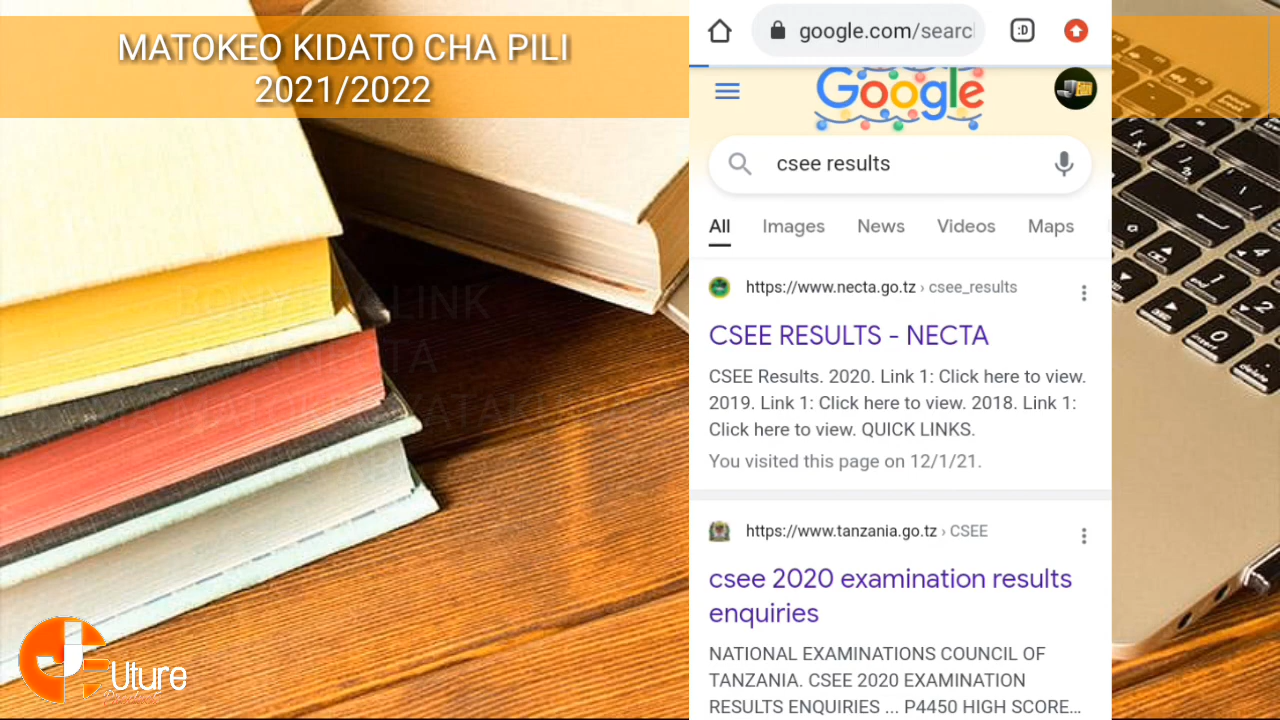 MATOKEO KIDATO CHA PILI
2021/2022
google.com/searc
:D
Google
csee results
All Images News Videos Maps
https://www.necta.go.tz › csee_results
CSEE RESULTS - NECTA
CSEE Results. 2020. Link 1: Click here to view.
2019. Link 1: Click here to view. 2018. Link 1:
Click here to view. QUICK LINKS.
You visited this page on 12/1/21.
https://www.tanzania.go.tz › CSEE
csee 2020 examination results
enquiries
NATIONAL EXAMINATIONS COUNCIL OF
TANZANIA. CSEE 2020 EXAMINATION
RESULTS ENQUIRIES ... P4450 HIGH SCORE...
LINK
Uture